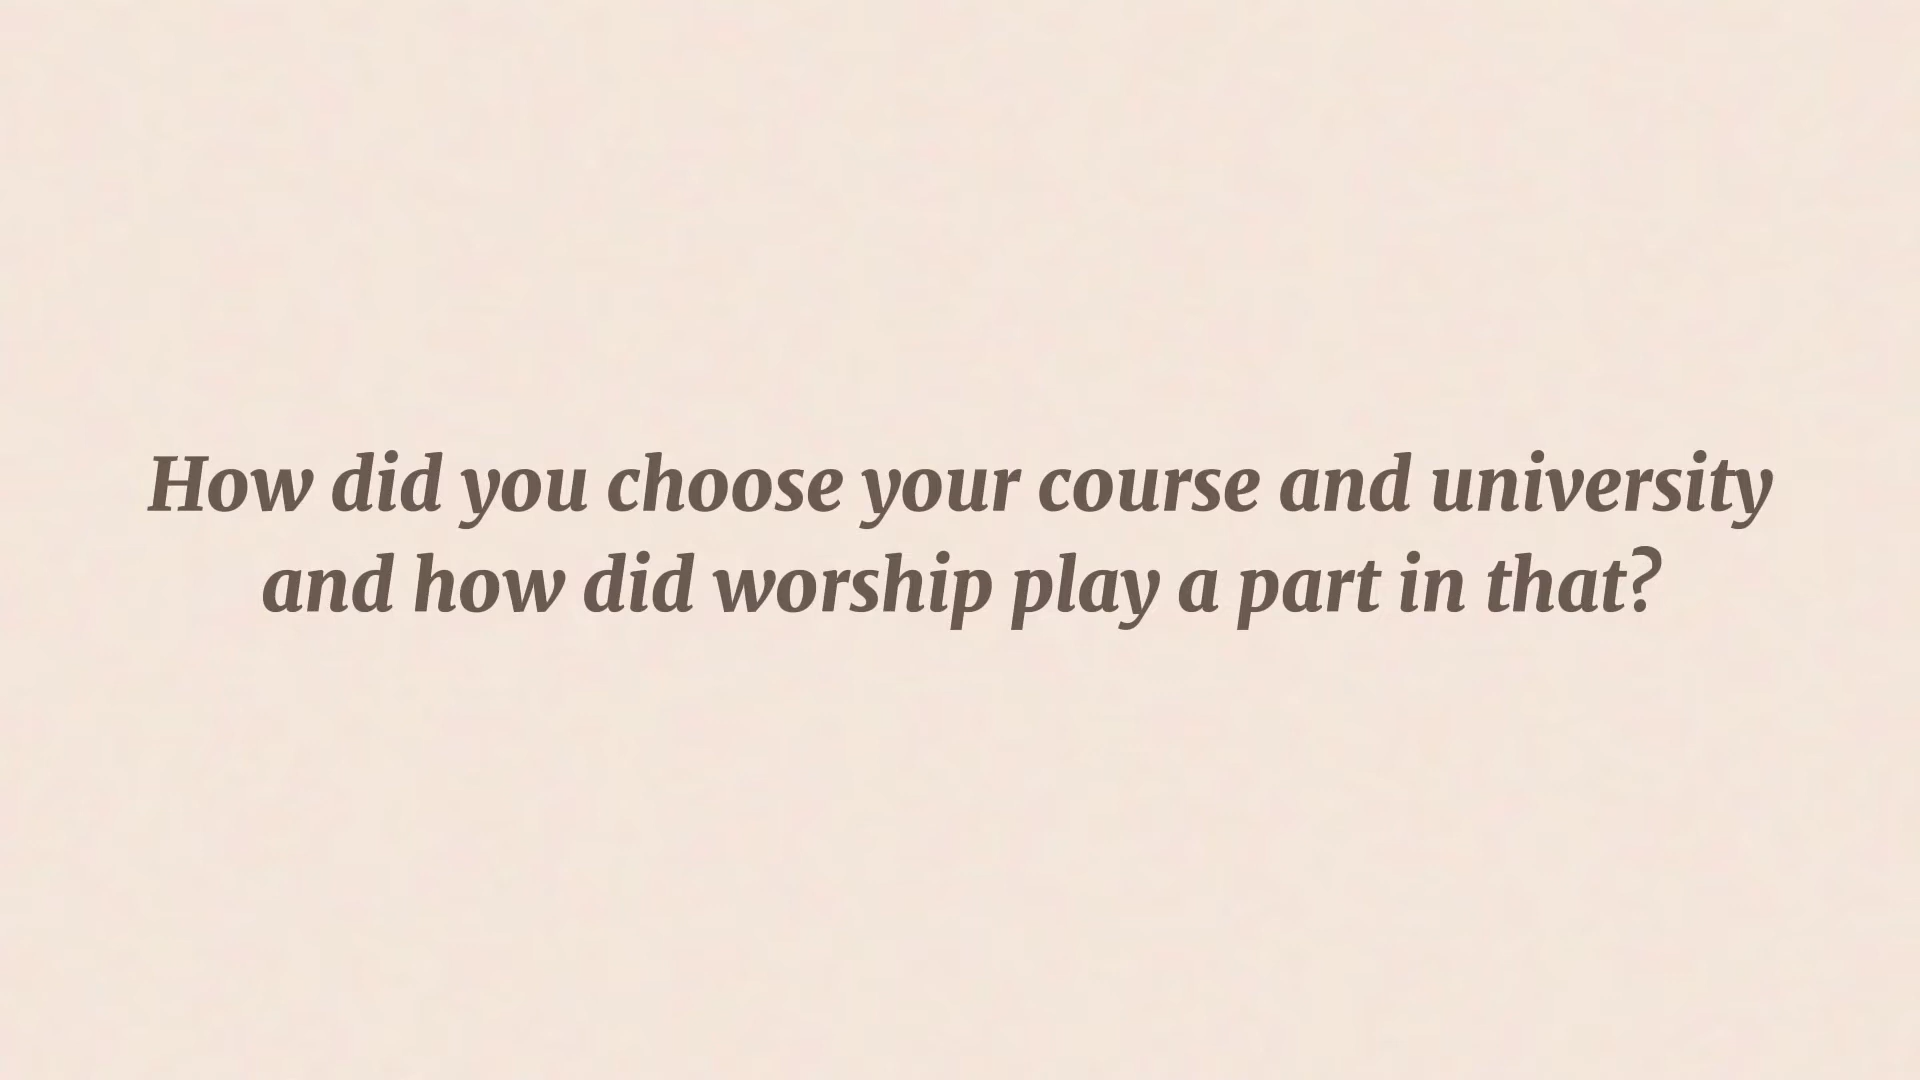 How did you choose your course and university
and how did worship play a part in that?